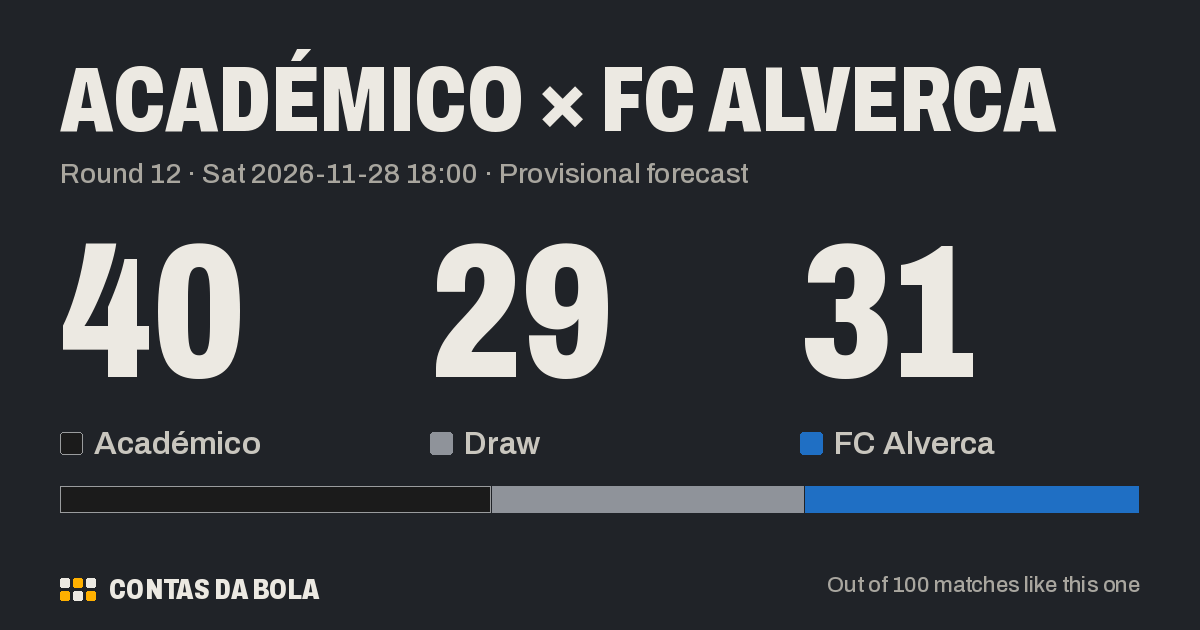 ACADÉMICO × FC ALVERCA
Round 12 · Sat 2026-11-28 18:00 · Provisional forecast
40 29 31
Académico Draw FC Alverca
CONTAS DA BOLA
Out of 100 matches like this one